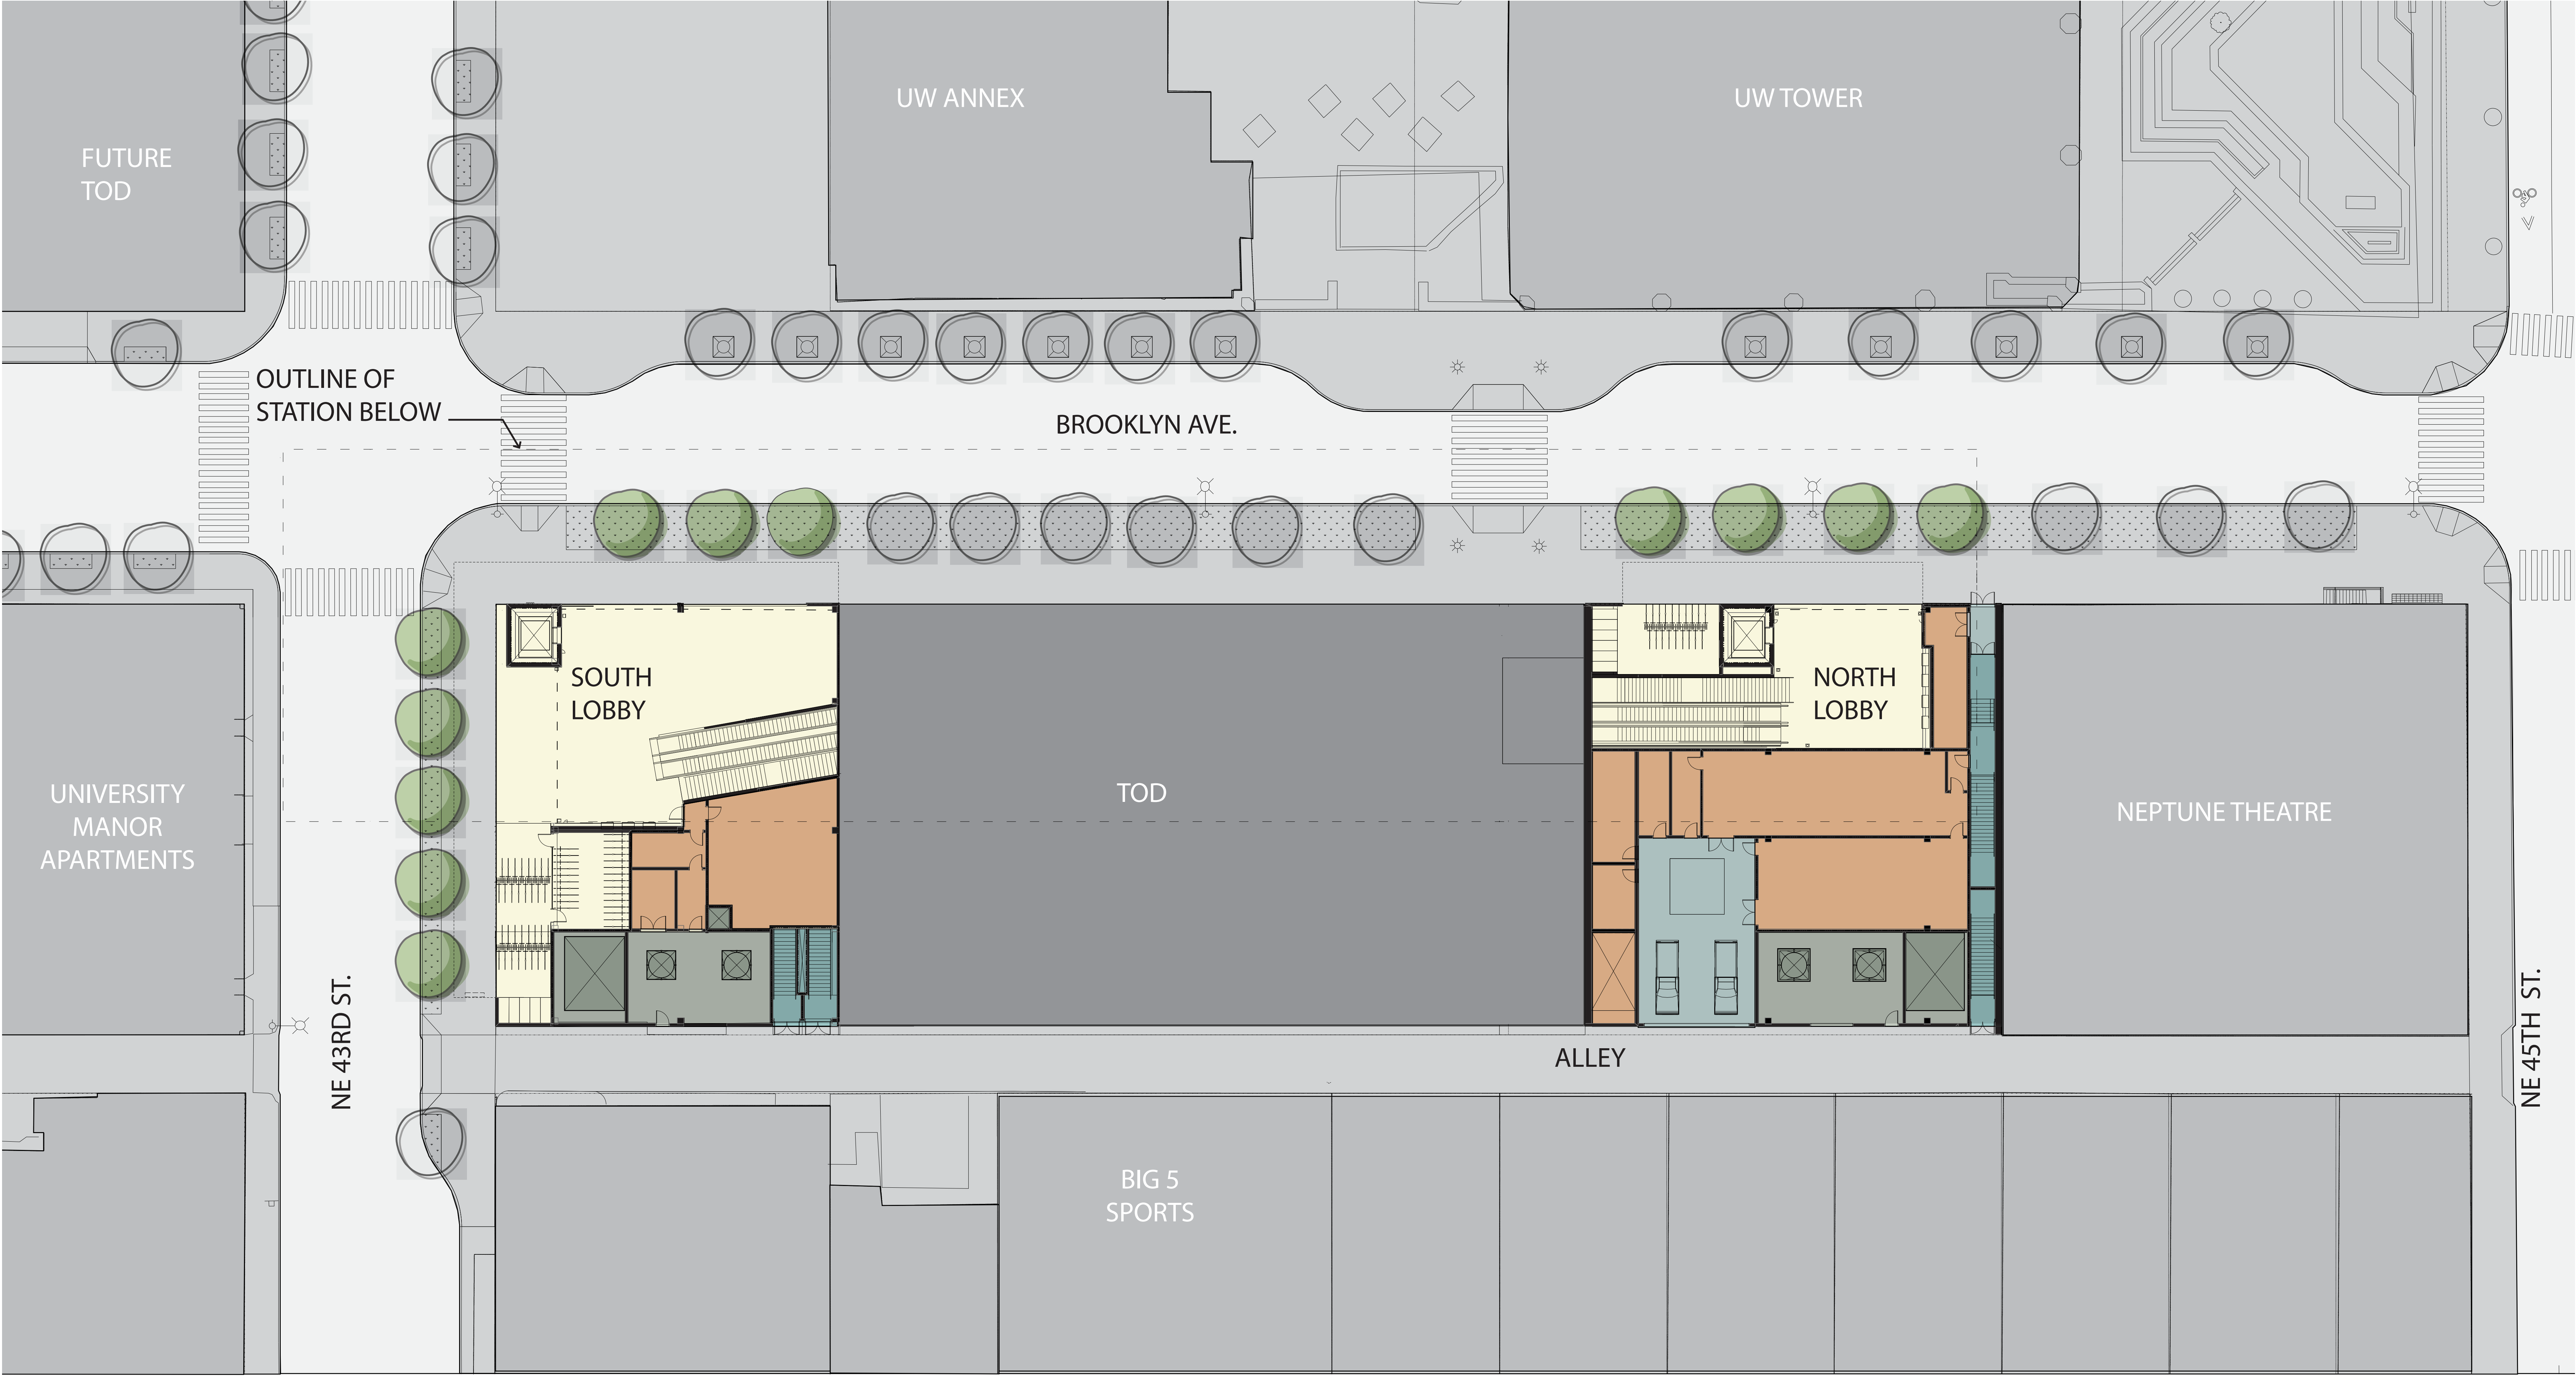 UW ANNEX
UW TOWER
FUTURE
TOD
OUTLINE OF
STATION BELOW
BROOKLYN AVE.
SOUTH
LOBBY
NORTH
LOBBY
UNIVERSITY
MANOR
APARTMENTS
TOD
NEPTUNE THEATRE
NE 43RD ST.
ALLEY
NE 45TH ST.
BIG 5
SPORTS